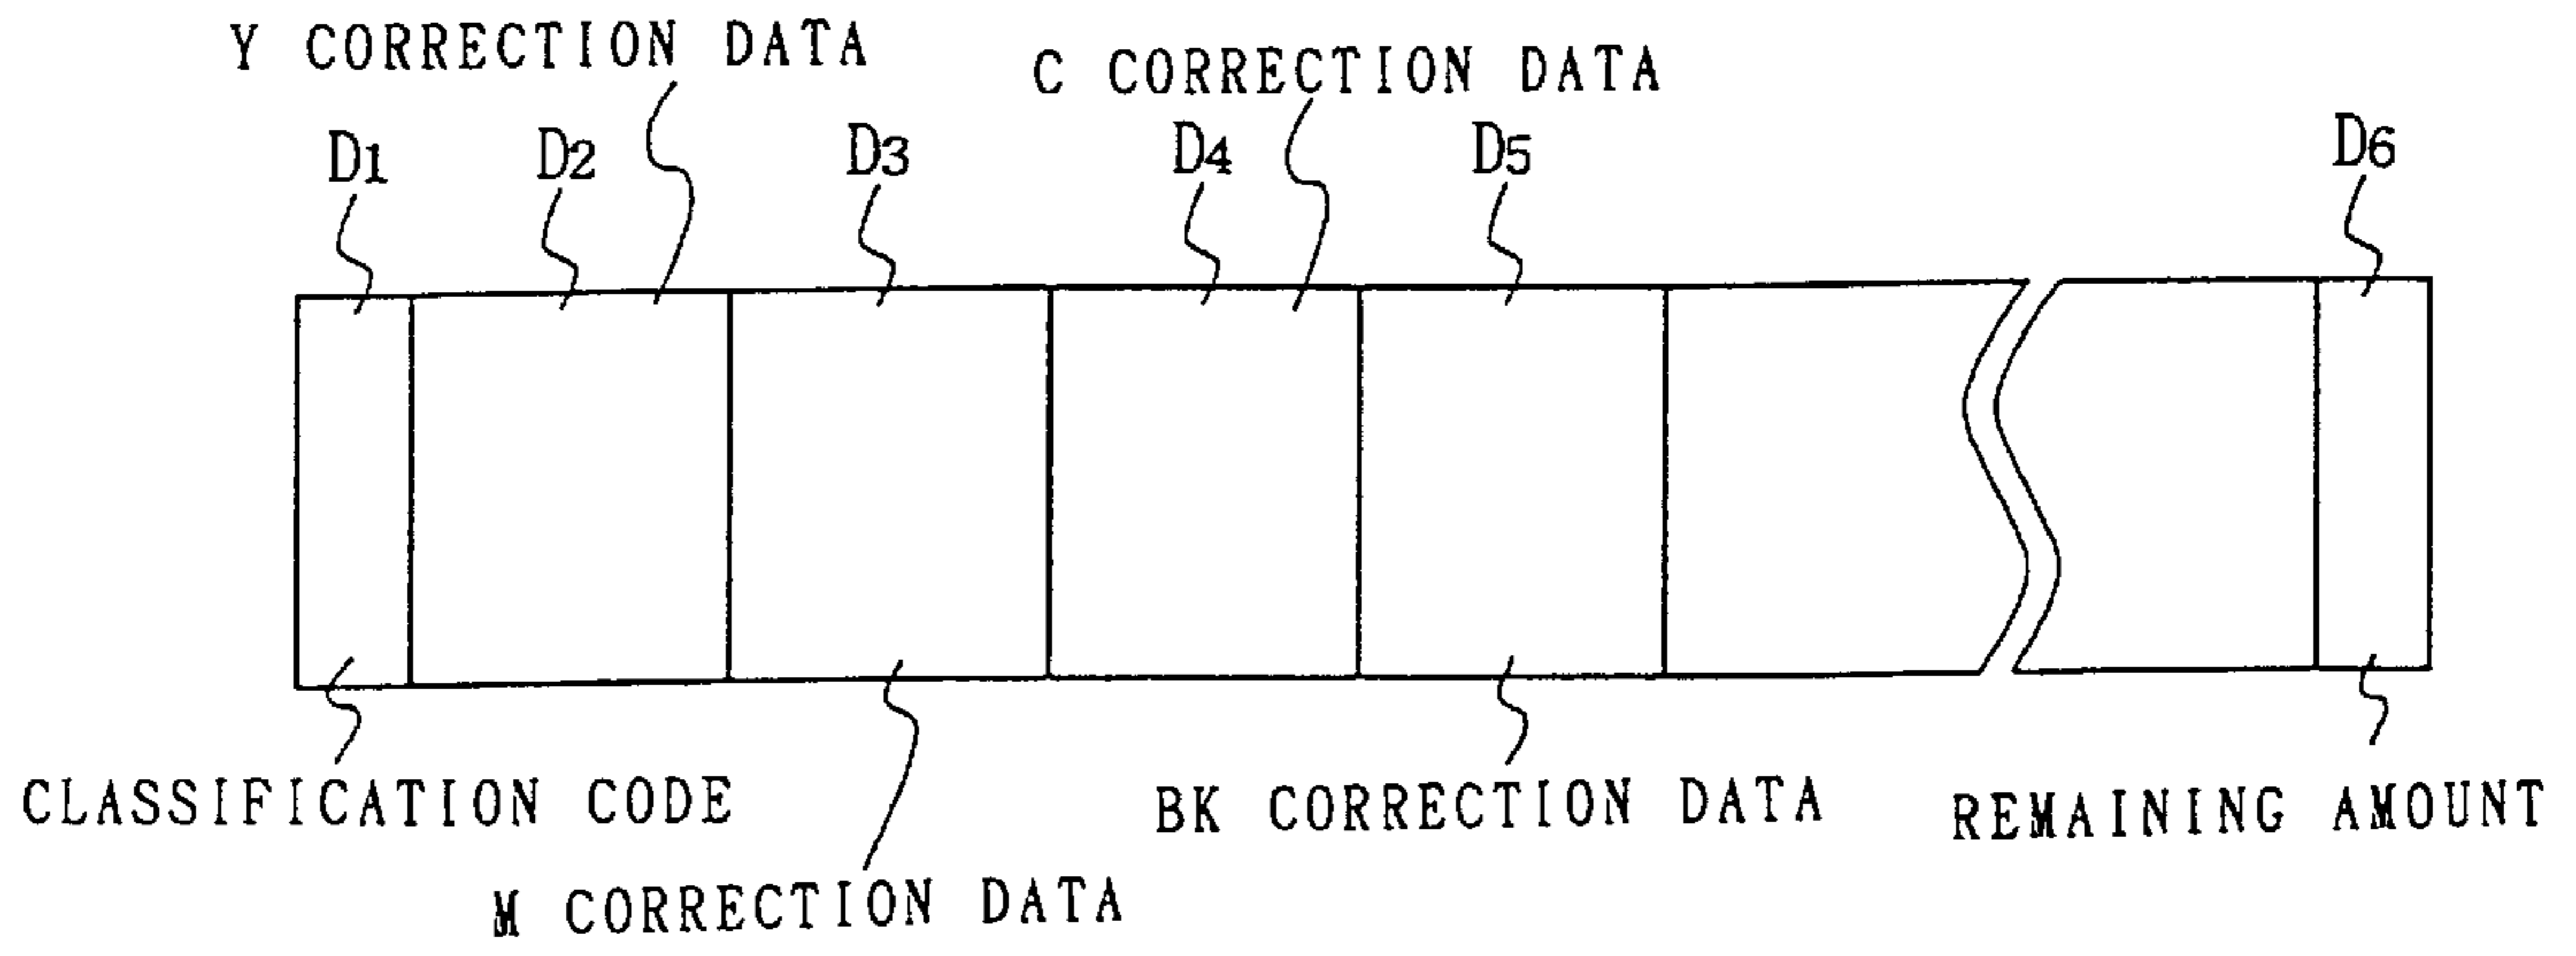 Y CORRECTION DATA
C CORRECTION DATA
D1 D2 D3 D4 D5 D6
CLASSIFICATION CODE
BK CORRECTION DATA
REMAINING AMOUNT
M CORRECTION DATA